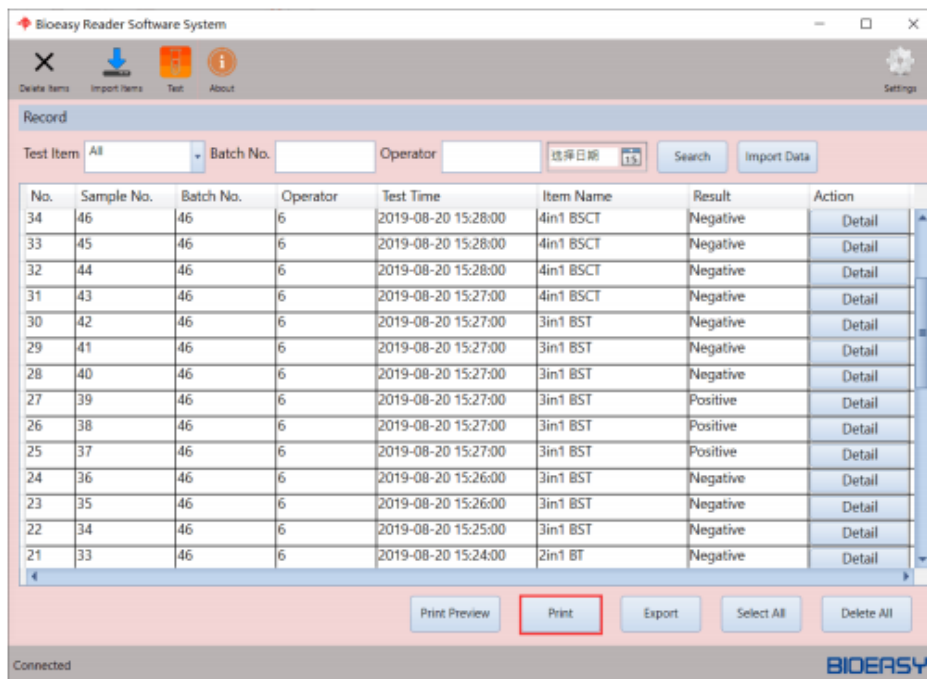 Bioeasy Reader Software System
Delete Items Import Items Test About Settings
Record
Test Item All Batch No. Operator 选择日期 15 Search Import Data
No. Sample No. Batch No. Operator Test Time Item Name Result Action
34 46 46 6 2019-08-20 15:28:00 4in1 BSCT Negative Detail
33 45 46 6 2019-08-20 15:28:00 4in1 BSCT Negative Detail
32 44 46 6 2019-08-20 15:28:00 4in1 BSCT Negative Detail
31 43 46 6 2019-08-20 15:27:00 4in1 BSCT Negative Detail
30 42 46 6 2019-08-20 15:27:00 3in1 BST Negative Detail
29 41 46 6 2019-08-20 15:27:00 3in1 BST Negative Detail
28 40 46 6 2019-08-20 15:27:00 3in1 BST Negative Detail
27 39 46 6 2019-08-20 15:27:00 3in1 BST Positive Detail
26 38 46 6 2019-08-20 15:27:00 3in1 BST Positive Detail
25 37 46 6 2019-08-20 15:27:00 3in1 BST Positive Detail
24 36 46 6 2019-08-20 15:26:00 3in1 BST Negative Detail
23 35 46 6 2019-08-20 15:26:00 3in1 BST Negative Detail
22 34 46 6 2019-08-20 15:25:00 3in1 BST Negative Detail
21 33 46 6 2019-08-20 15:24:00 2in1 BT Negative Detail
Print Preview Print Export Select All Delete All
Connected BIOEASY